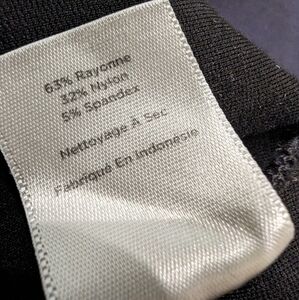 63% Rayonne
32% Nylon
5% Spandex
Nettoyage À Sec
Fabriqué En Indonésie